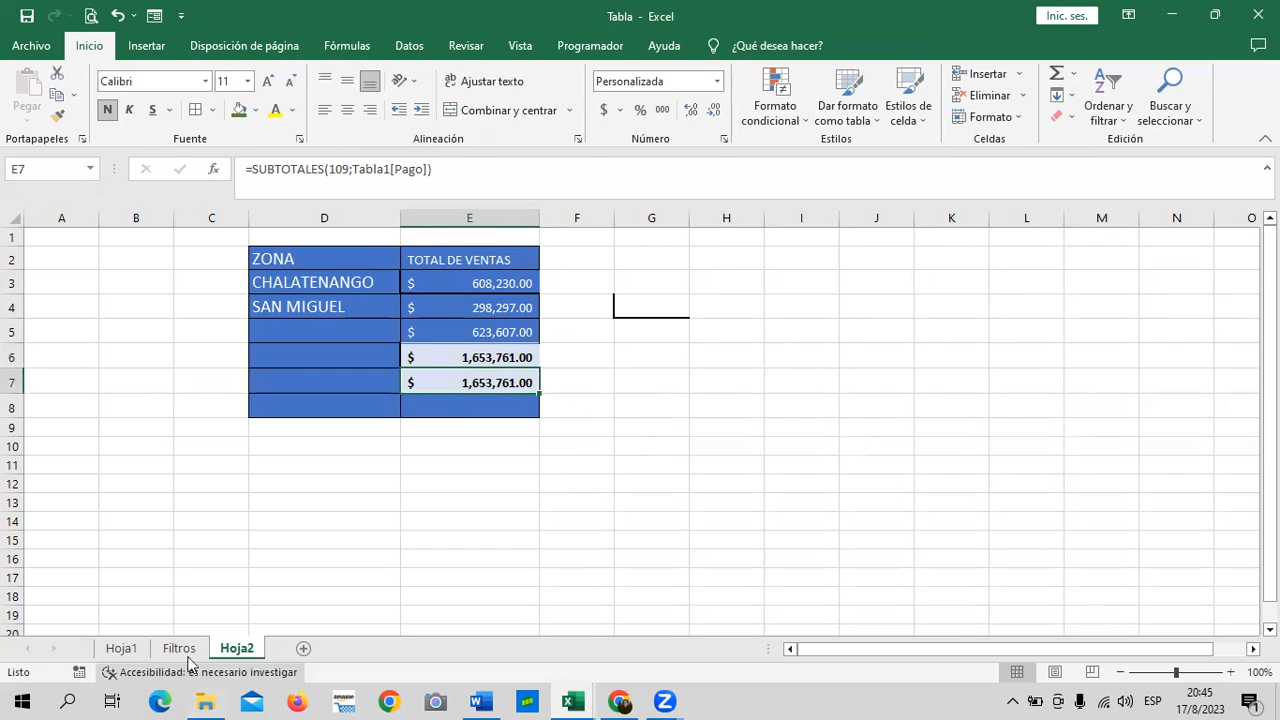 Tabla - Excel
Inic. ses.
Archivo Inicio Insertar Disposición de página Fórmulas Datos Revisar Vista Programador Ayuda ¿Qué desea hacer?
Pegar
Calibri 11
N K S
A A
Ajustar texto
Combinar y centrar
Personalizada
$ % 000
Formato condicional
Dar formato como tabla
Estilos de celda
Insertar
Eliminar
Formato
Ordenar y filtrar
Buscar y seleccionar
Portapapeles Fuente Alineación Número Estilos Celdas Edición
E7 fx =SUBTOTALES(109;Tabla1[Pago])
A B C D E F G H I J K L M N O
1
2 ZONA TOTAL DE VENTAS
3 CHALATENANGO $ 608,230.00
4 SAN MIGUEL $ 298,297.00
5 $ 623,607.00
6 $ 1,653,761.00
7 $ 1,653,761.00
8
9
10
11
12
13
14
15
16
17
18
19
20
Hoja1 Filtros Hoja2
Listo Accesibilidad: es necesario investigar 100%
ESP 20:45
17/8/2023